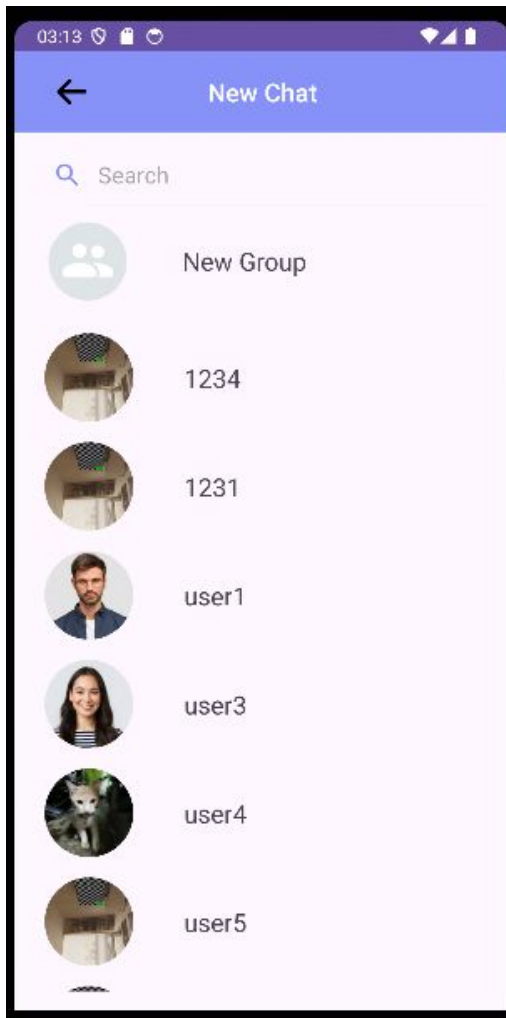 03:13
New Chat
Search
New Group
1234
1231
user1
user3
user4
user5